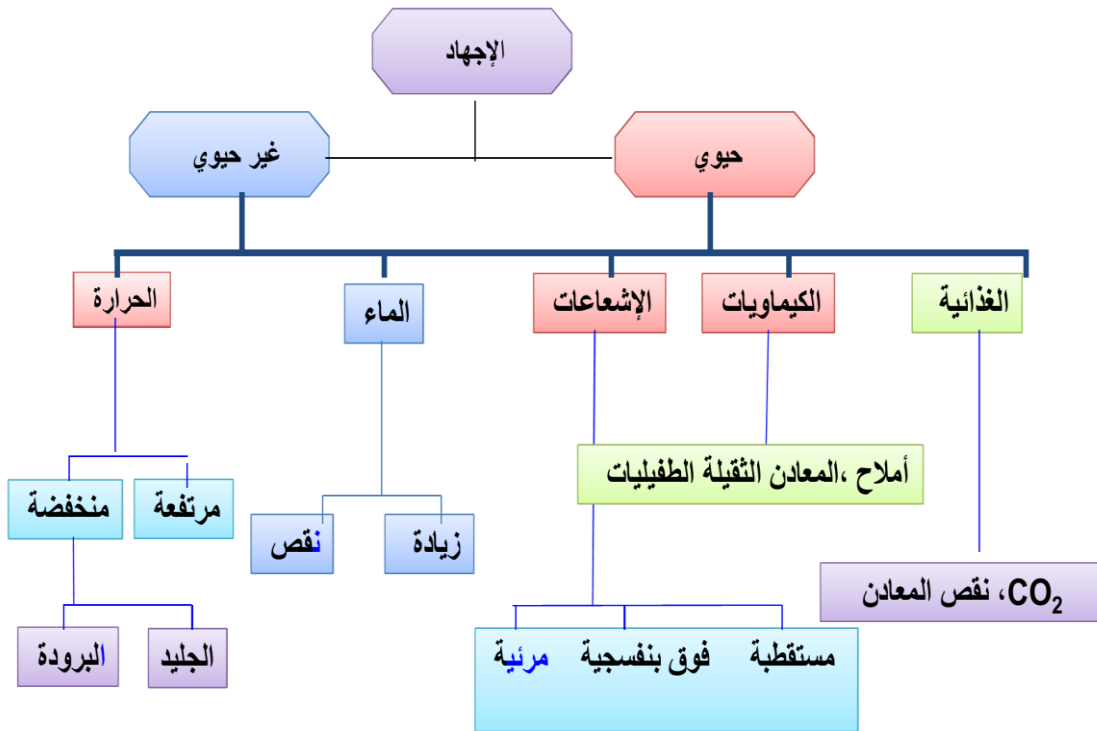 الإجهاد
حيوي
غير حيوي
الغذائية
الكيماويات
الإشعاعات
الماء
الحرارة
أملاح ،المعادن الثقيلة الطفيليات
مرتفعة
منخفضة
زيادة
نقص
CO₂، نقص المعادن
مستقطبة
فوق بنفسجية
مرئية
الجليد
البرودة